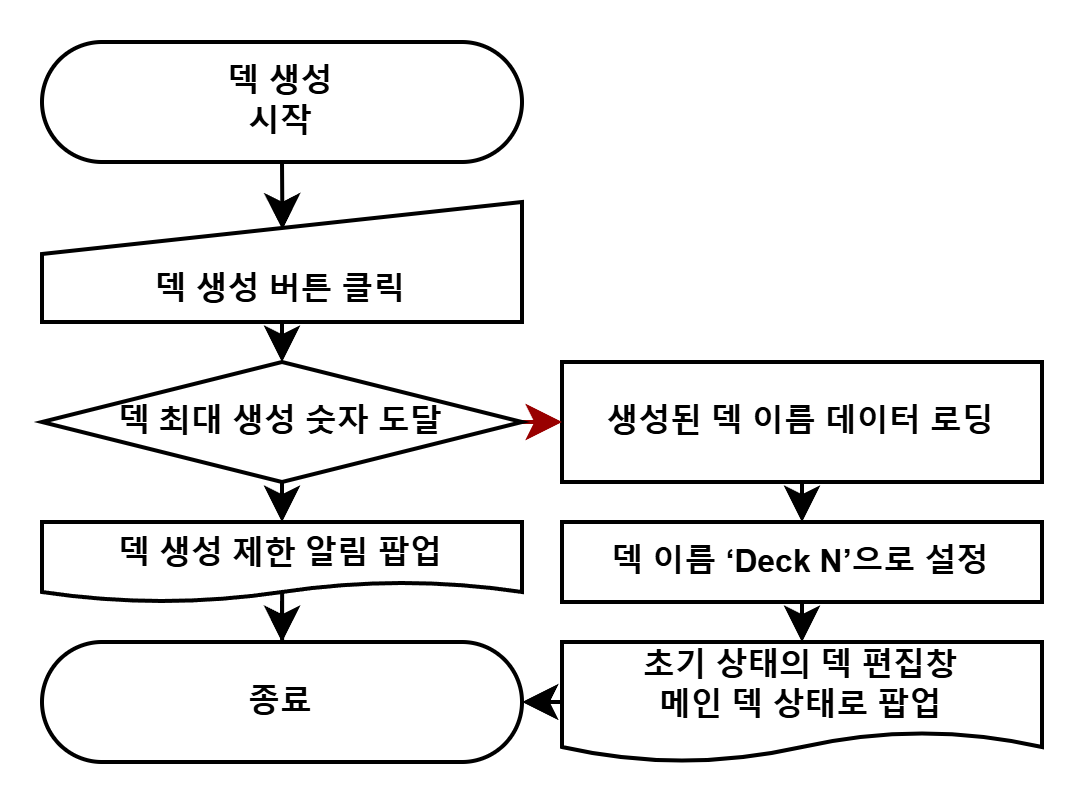 덱 생성
시작
덱 생성 버튼 클릭
덱 최대 생성 숫자 도달
생성된 덱 이름 데이터 로딩
덱 생성 제한 알림 팝업
덱 이름 ‘Deck N’으로 설정
초기 상태의 덱 편집창
메인 덱 상태로 팝업
종료